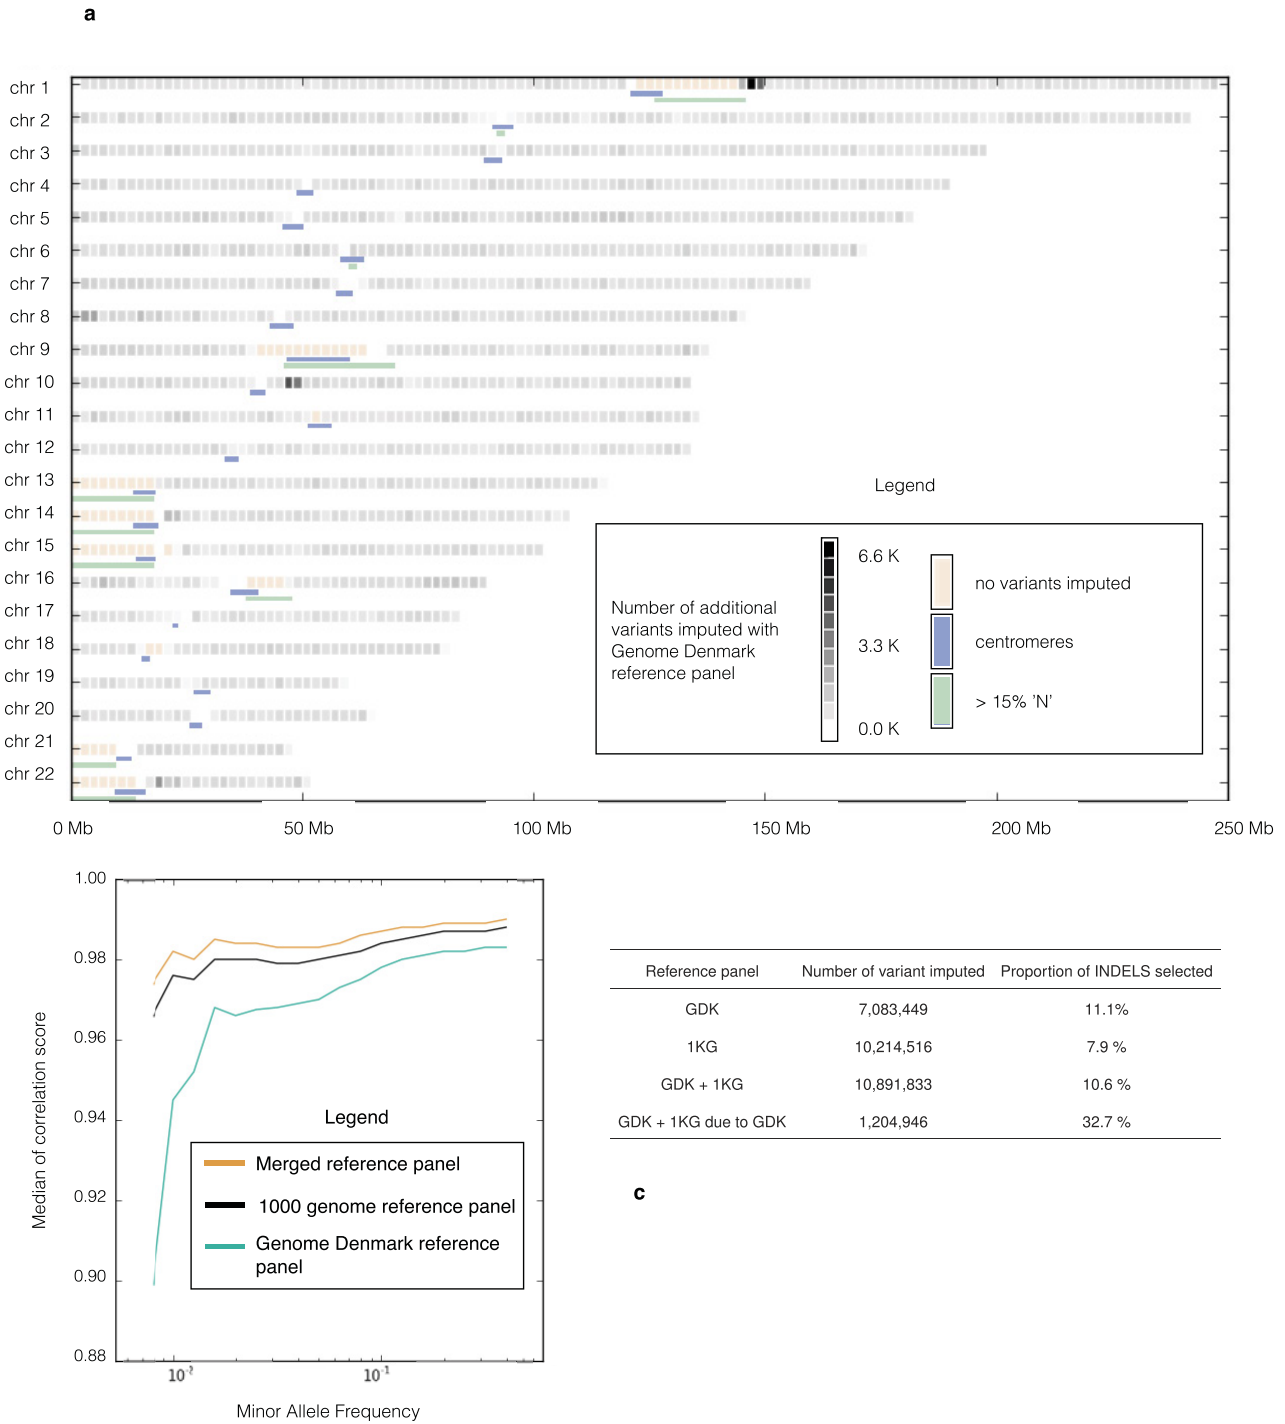 a
chr 1
chr 2
chr 3
chr 4
chr 5
chr 6
chr 7
chr 8
chr 9
chr 10
chr 11
chr 12
chr 13
chr 14
chr 15
chr 16
chr 17
chr 18
chr 19
chr 20
chr 21
chr 22
0 Mb 50 Mb 100 Mb 150 Mb 200 Mb 250 Mb
Legend
Number of additional
variants imputed with
Genome Denmark
reference panel
6.6 K
3.3 K
0.0 K
no variants imputed
centromeres
> 15% 'N'
Median of correlation score
1.00
0.98
0.96
0.94
0.92
0.90
0.88
10⁻² 10⁻¹
Minor Allele Frequency
Legend
Merged reference panel
1000 genome reference panel
Genome Denmark reference
panel
Reference panel Number of variant imputed Proportion of INDELS selected
GDK 7,083,449 11.1%
1KG 10,214,516 7.9 %
GDK + 1KG 10,891,833 10.6 %
GDK + 1KG due to GDK 1,204,946 32.7 %
c